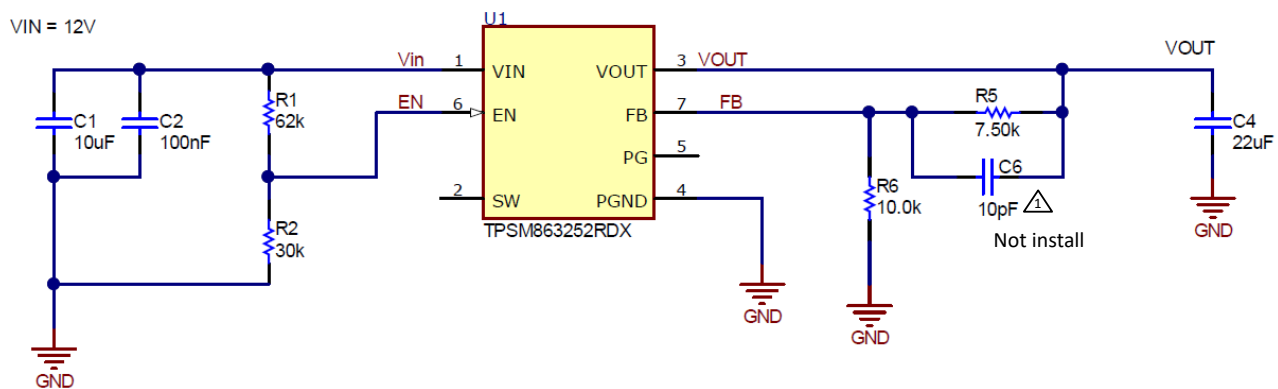 VIN = 12V
U1
Vin
1
VIN
VOUT
3
VOUT
VOUT
EN
6
EN
FB
7
FB
R1
62k
R5
7.50k
C1
10uF
C2
100nF
C4
22uF
PG
5
C6
10pF
1
Not install
2
SW
PGND
4
R6
10.0k
R2
30k
TPSM863252RDX
GND
GND
GND
GND